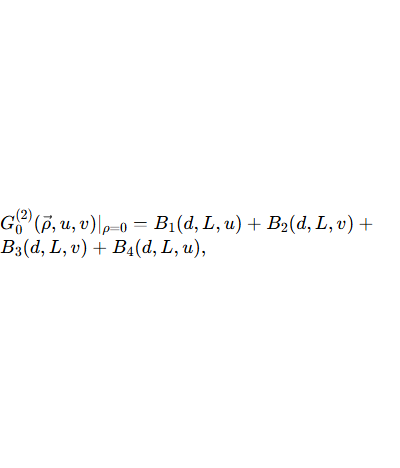 $G_0^{(2)}(\vec{\rho}, u, v)|_{\rho=0} = B_1(d, L, u) + B_2(d, L, v) +$
$B_3(d, L, v) + B_4(d, L, u),$